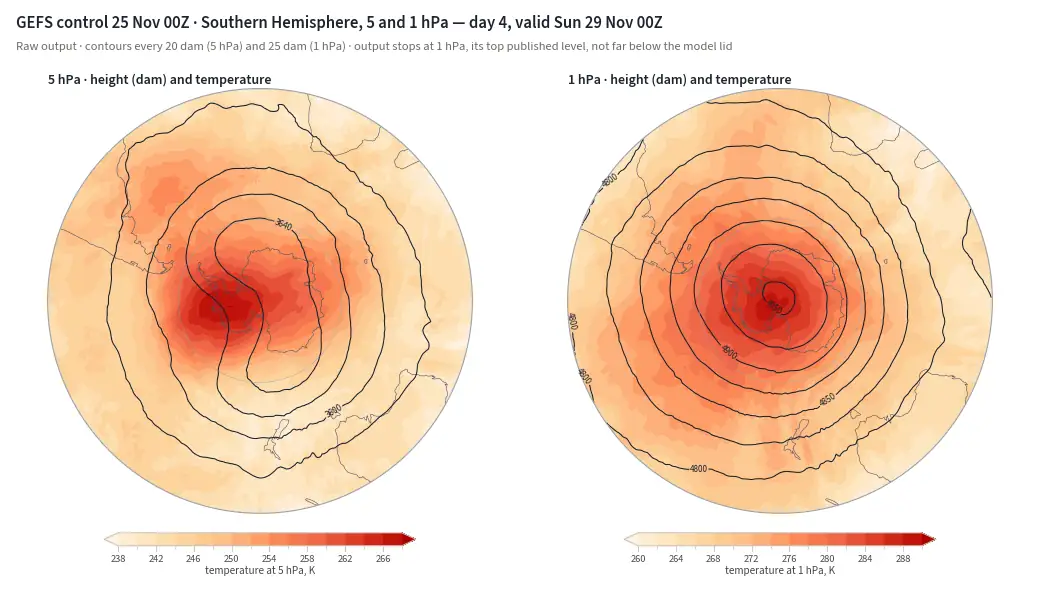 GEFS control 25 Nov 00Z · Southern Hemisphere, 5 and 1 hPa — day 4, valid Sun 29 Nov 00Z
Raw output · contours every 20 dam (5 hPa) and 25 dam (1 hPa) · output stops at 1 hPa, its top published level, not far below the model lid
5 hPa · height (dam) and temperature
3640
3680
238 242 246 250 254 258 262 266
temperature at 5 hPa, K
1 hPa · height (dam) and temperature
4800
4800
4800
4900
4850
4800
260 264 268 272 276 280 284 288
temperature at 1 hPa, K